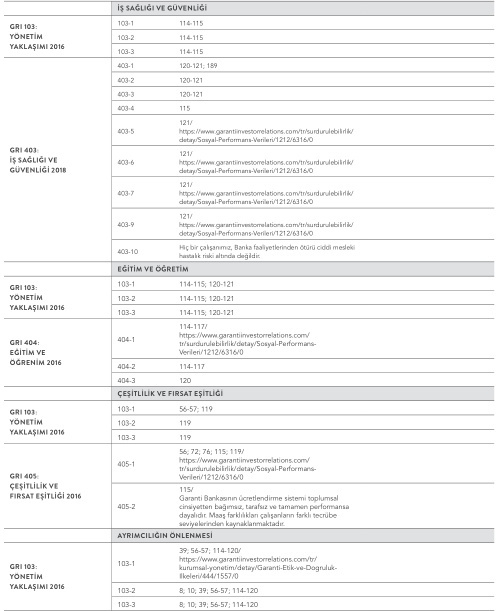 İŞ SAĞLIĞI VE GÜVENLİĞİ
GRI 103:
YÖNETİM
YAKLAŞIMI 2016
103-1 114-115
103-2 114-115
103-3 114-115
GRI 403:
İŞ SAĞLIĞI VE
GÜVENLİĞİ 2018
403-1 120-121; 189
403-2 120-121
403-3 120-121
403-4 115
403-5 121/
https://www.garantiinvestorrelations.com/tr/surdurulebilirlik/
detay/Sosyal-Performans-Verileri/1212/6316/0
403-6 121/
https://www.garantiinvestorrelations.com/tr/surdurulebilirlik/
detay/Sosyal-Performans-Verileri/1212/6316/0
403-7 121/
https://www.garantiinvestorrelations.com/tr/surdurulebilirlik/
detay/Sosyal-Performans-Verileri/1212/6316/0
403-9 121/
https://www.garantiinvestorrelations.com/tr/surdurulebilirlik/
detay/Sosyal-Performans-Verileri/1212/6316/0
403-10 Hiç bir çalışanımız, Banka faaliyetlerinden ötürü ciddi mesleki
hastalık riski altında değildir.
EĞİTİM VE ÖĞRETİM
GRI 103:
YÖNETİM
YAKLAŞIMI 2016
103-1 114-115; 120-121
103-2 114-115; 120-121
103-3 114-115; 120-121
GRI 404:
EĞİTİM VE
ÖĞRENİM 2016
404-1 114-117/
https://www.garantiinvestorrelations.com/
tr/surdurulebilirlik/detay/Sosyal-Performans-
Verileri/1212/6316/0
404-2 114-117
404-3 120
ÇEŞİTLİLİK VE FIRSAT EŞİTLİĞİ
GRI 103:
YÖNETİM
YAKLAŞIMI 2016
103-1 56-57; 119
103-2 119
103-3 119
GRI 405:
ÇEŞİTLİLİK VE
FIRSAT EŞİTLİĞİ 2016
405-1 56; 72; 76; 115; 119/
https://www.garantiinvestorrelations.com/
tr/surdurulebilirlik/detay/Sosyal-Performans-
Verileri/1212/6316/0
405-2 115/
Garanti Bankasının ücretlendirme sistemi toplumsal
cinsiyetten bağımsız, tarafsız ve tamamen performansa
dayalıdır. Maaş farklılıkları çalışanların farklı tecrübe
seviyelerinden kaynaklanmaktadır.
AYRIMCILIĞIN ÖNLENMESİ
GRI 103:
YÖNETİM
YAKLAŞIMI 2016
103-1 39; 56-57; 114-120/
https://www.garantiinvestorrelations.com/tr/
kurumsal-yonetim/detay/Garanti-Etik-ve-Dogruluk-
Ilkeleri/444/1557/0
103-2 8; 10; 39; 56-57; 114-120
103-3 8; 10; 39; 56-57; 114-120